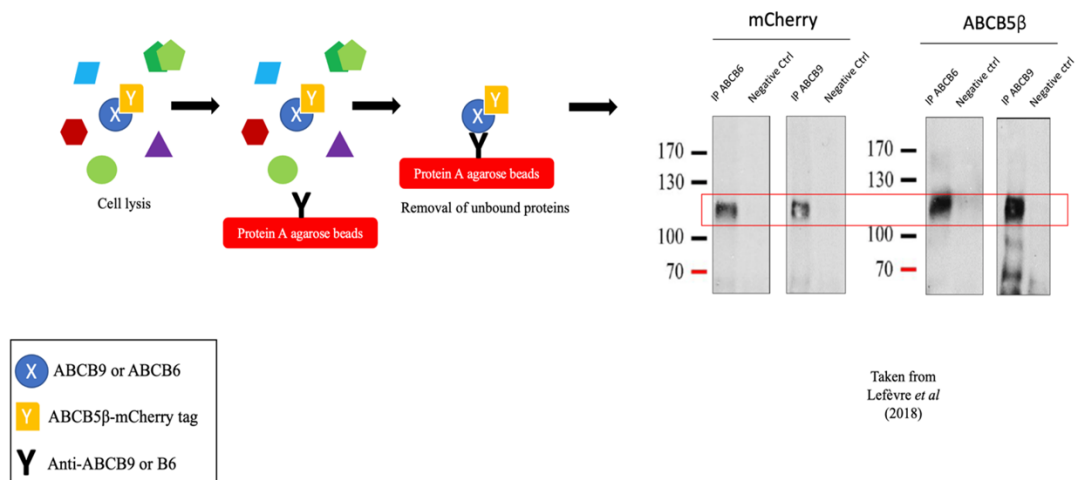 mCherry
ABCB5β
IP ABCB6
Negative Ctrl
IP ABCB9
Negative Ctrl
IP ABCB6
Negative ctrl
IP ABCB9
Negative ctrl
X
Y
X
Y
X
Y
Cell lysis
Y
Protein A agarose beads
Y
Protein A agarose beads
Removal of unbound proteins
170
130
100
70
170
130
100
70
X
ABCB9 or ABCB6
Y
ABCB5β-mCherry tag
Y
Anti-ABCB9 or B6
Taken from
Lefèvre et al
(2018)